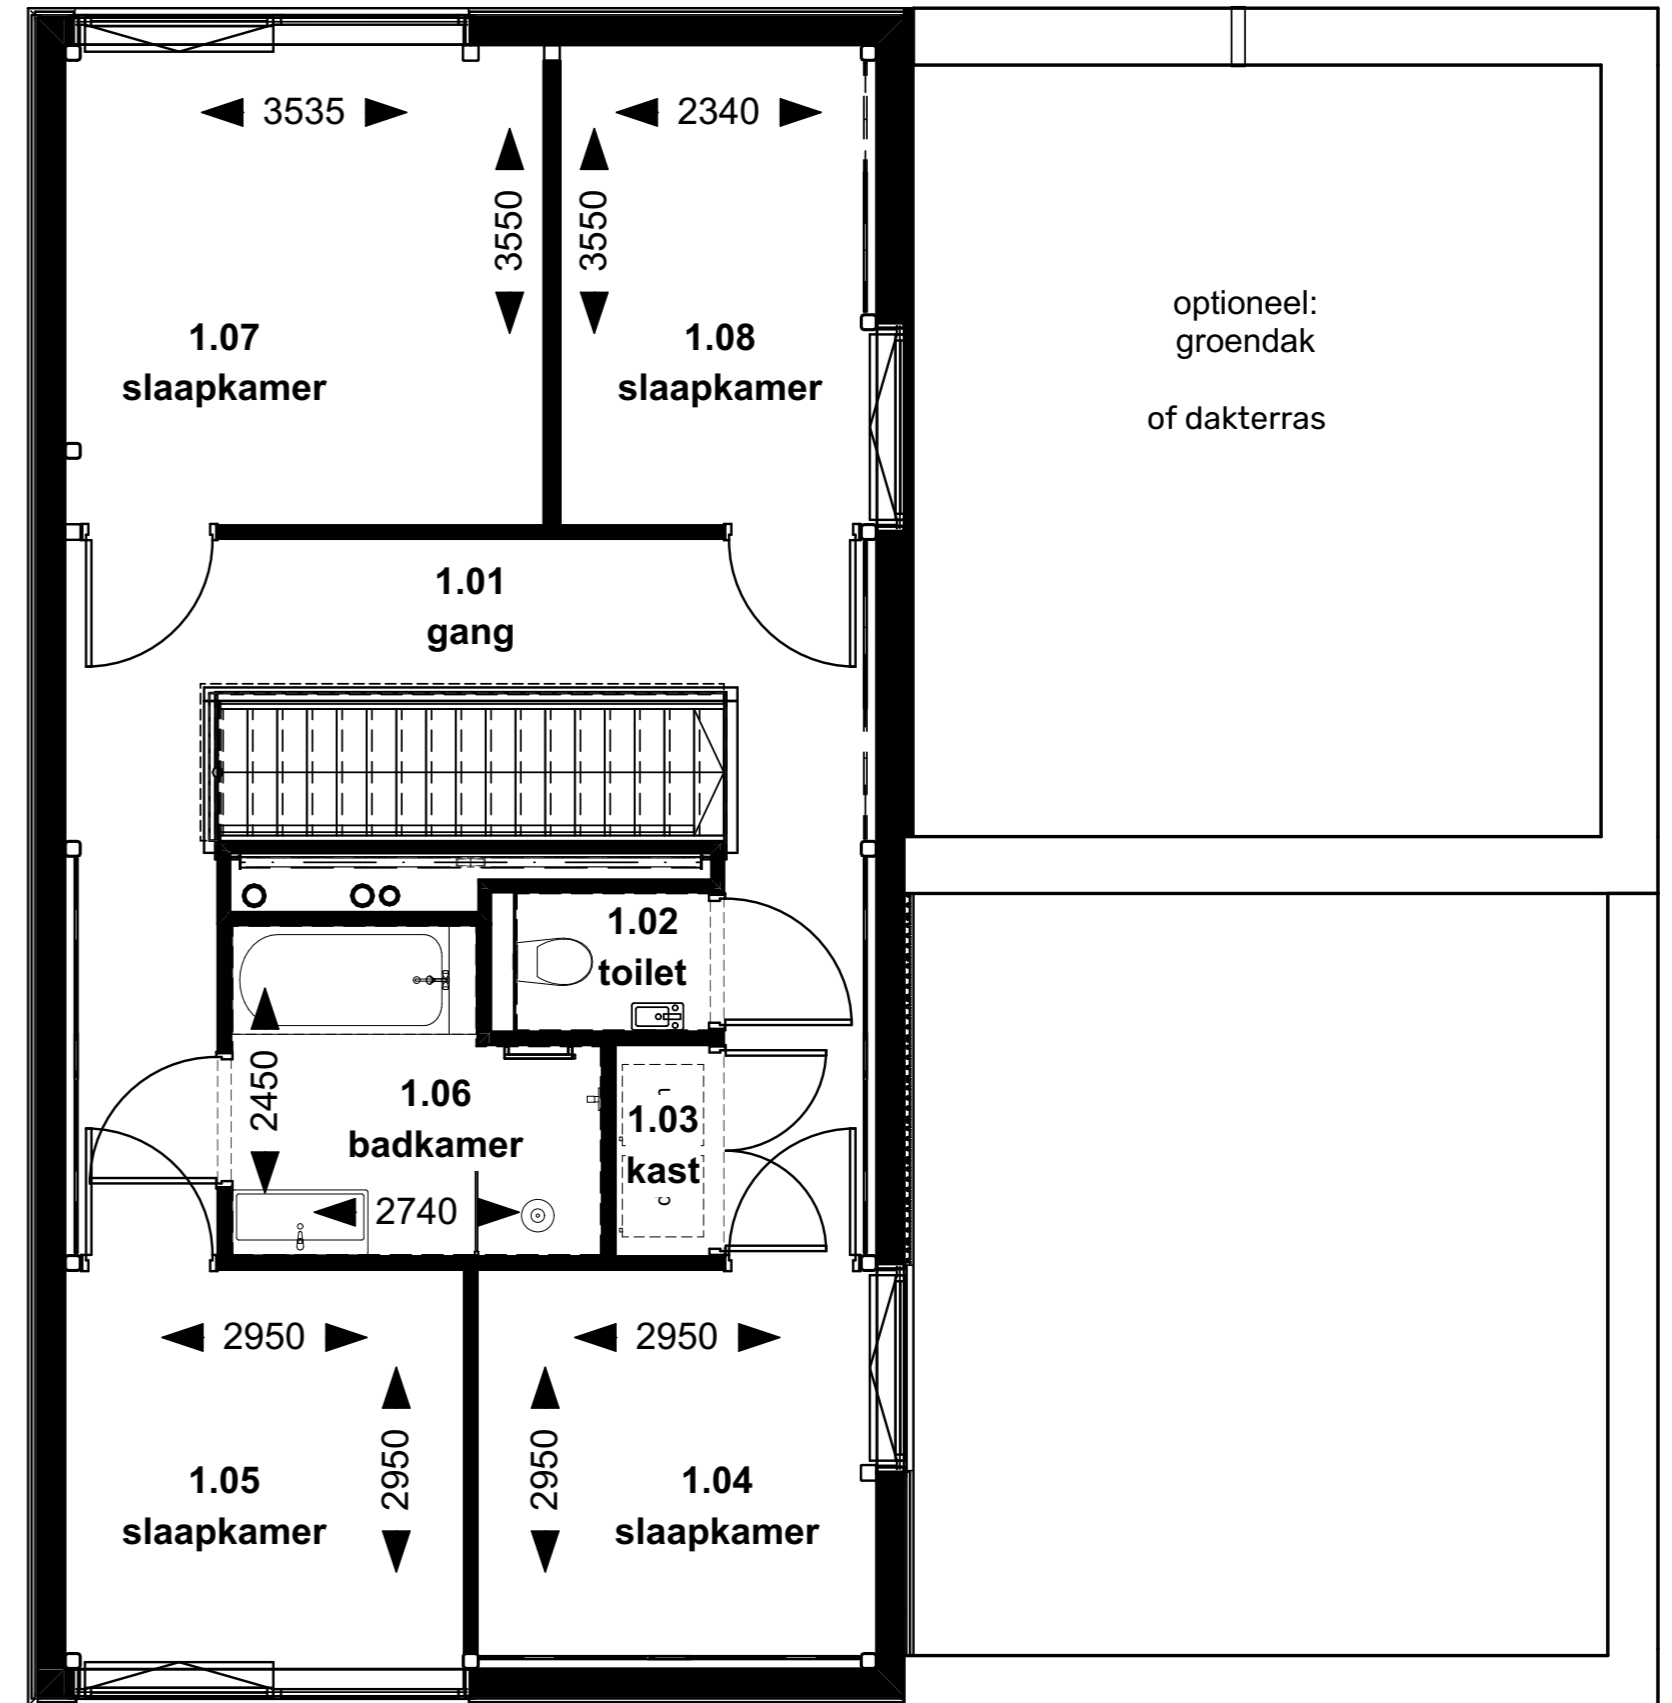 3535
2340
3550
3550
1.07
slaapkamer
1.08
slaapkamer
optioneel:
groendak
of dakterras
1.01
gang
1.02
toilet
2450
1.06
badkamer
1.03
kast
2740
2950
2950
2950
2950
1.05
slaapkamer
1.04
slaapkamer